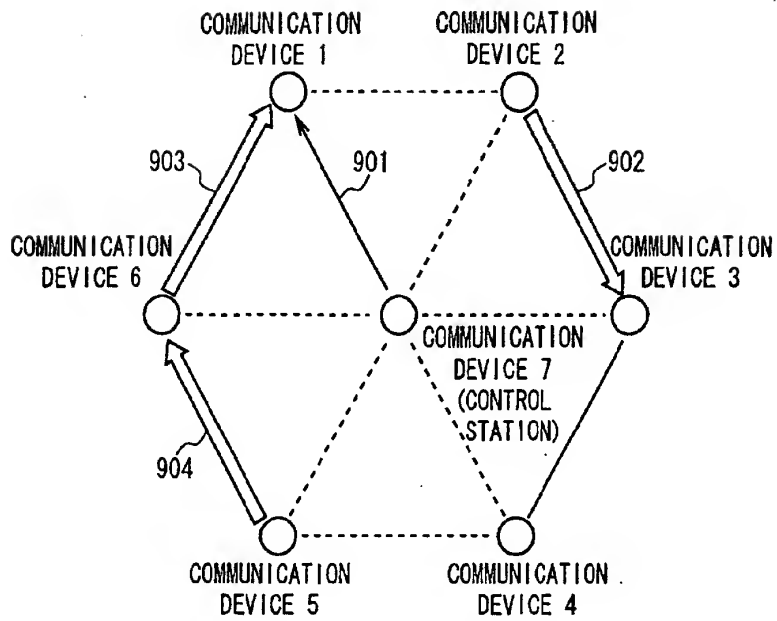 COMMUNICATION
DEVICE 1
COMMUNICATION
DEVICE 2
903
901
902
COMMUNICATION
DEVICE 6
COMMUNICATION
DEVICE 3
COMMUNICATION
DEVICE 7
(CONTROL
STATION)
904
COMMUNICATION
DEVICE 5
COMMUNICATION
DEVICE 4